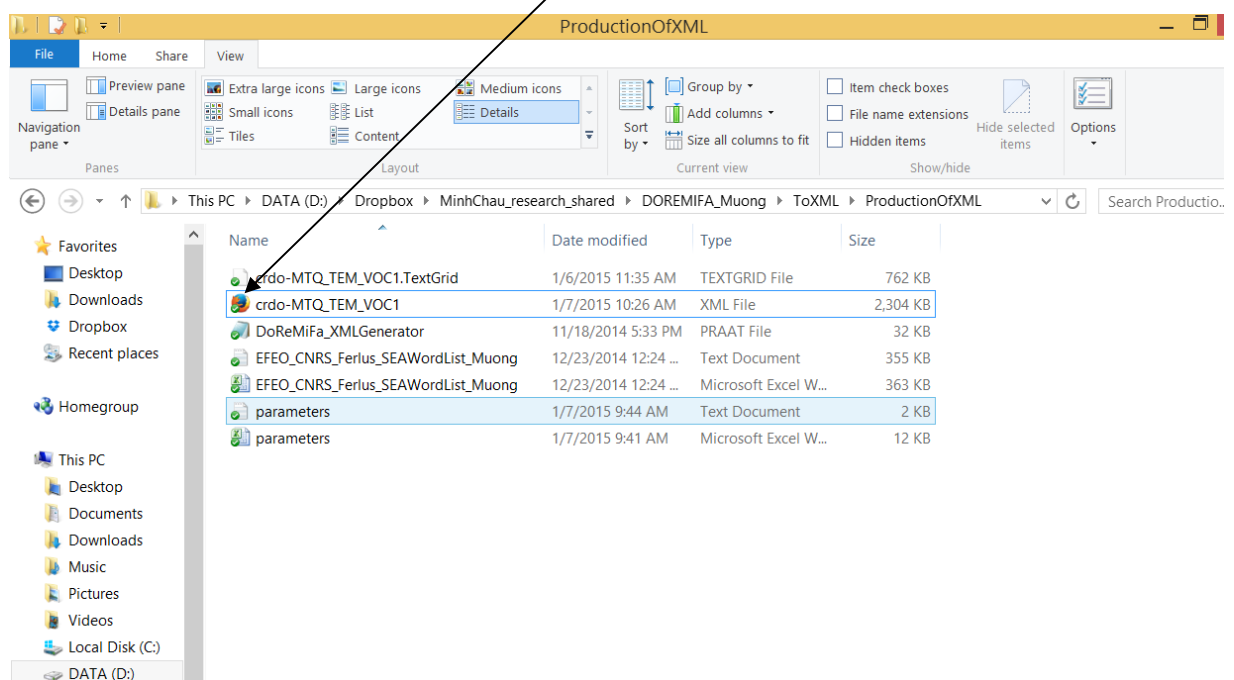 ProductionOfXML
File Home Share View
Preview pane
Details pane
Navigation pane
Panes
Extra large icons Large icons Medium icons
Small icons List Details
Tiles Content
Layout
Sort by
Group by
Add columns
Size all columns to fit
Current view
Item check boxes
File name extensions
Hidden items
Hide selected items
Show/hide
Options
This PC DATA (D:) Dropbox MinhChau_research_shared DOREMIFA_Muong ToXML ProductionOfXML
Search Productio..
Favorites
Desktop
Downloads
Dropbox
Recent places
Homegroup
This PC
Desktop
Documents
Downloads
Music
Pictures
Videos
Local Disk (C:)
DATA (D:)
Name Date modified Type Size
crdo-MTQ_TEM_VOC1.TextGrid 1/6/2015 11:35 AM TEXTGRID File 762 KB
crdo-MTQ_TEM_VOC1 1/7/2015 10:26 AM XML File 2,304 KB
DoReMiFa_XMLGenerator 11/18/2014 5:33 PM PRAAT File 32 KB
EFEO_CNRS_Ferlus_SEAWordList_Muong 12/23/2014 12:24 ... Text Document 355 KB
EFEO_CNRS_Ferlus_SEAWordList_Muong 12/23/2014 12:24 ... Microsoft Excel W... 363 KB
parameters 1/7/2015 9:44 AM Text Document 2 KB
parameters 1/7/2015 9:41 AM Microsoft Excel W... 12 KB